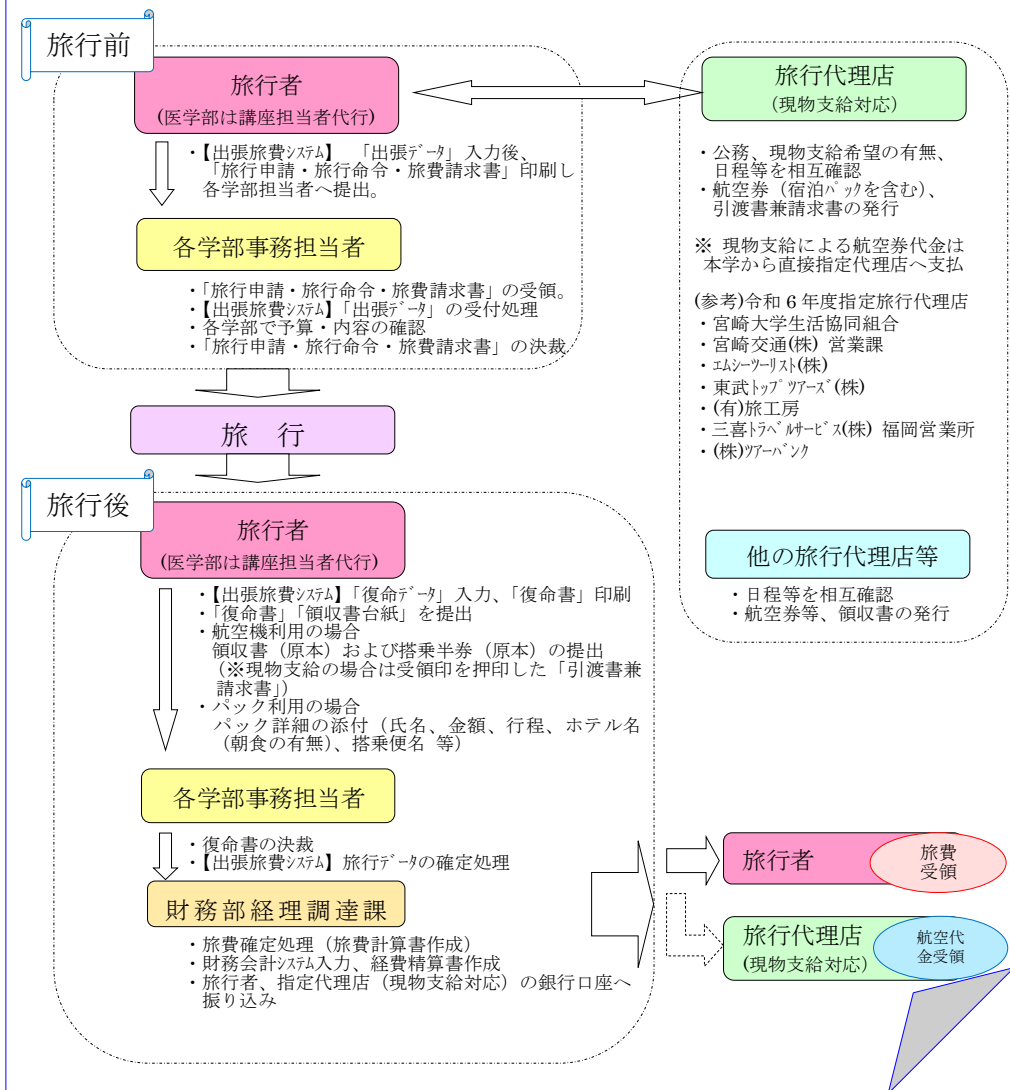 旅行前
旅行者
(医学部は講座担当者代行)
・【出張旅費ｼｽﾃﾑ】　「出張ﾃﾞｰﾀ」入力後、
「旅行申請・旅行命令・旅費請求書」印刷し
各学部担当者へ提出。
各学部事務担当者
・「旅行申請・旅行命令・旅費請求書」の受領。
・【出張旅費ｼｽﾃﾑ】「出張ﾃﾞｰﾀ」の受付処理
・各学部で予算・内容の確認
・「旅行申請・旅行命令・旅費請求書」の決裁
旅　行
旅行代理店
(現物支給対応)
・公務、現物支給希望の有無、
日程等を相互確認
・航空券（宿泊ﾊﾟｯｸを含む）、
引渡書兼請求書の発行
※ 現物支給による航空券代金は
本学から直接指定代理店へ支払
(参考)令和 6 年度指定旅行代理店
・宮崎大学生活協同組合
・宮崎交通(株) 営業課
・ｴﾑｼｰﾂｰﾘｽﾄ(株)
・東武ﾄｯﾌﾟﾂｱｰｽﾞ(株)
・(有)旅工房
・三喜ﾄﾗﾍﾞﾙｻｰﾋﾞｽ(株) 福岡営業所
・(株)ﾂｱｰﾊﾞﾝｸ
他の旅行代理店等
・日程等を相互確認
・航空券等、領収書の発行
旅行後
旅行者
(医学部は講座担当者代行)
・【出張旅費ｼｽﾃﾑ】「復命ﾃﾞｰﾀ」入力、「復命書」印刷
・「復命書」「領収書台紙」を提出
・航空機利用の場合
領収書（原本）および搭乗半券（原本）の提出
（※現物支給の場合は受領印を押印した「引渡書兼
請求書」）
・パック利用の場合
パック詳細の添付（氏名、金額、行程、ホテル名
（朝食の有無）、搭乗便名 等）
各学部事務担当者
・復命書の決裁
・【出張旅費ｼｽﾃﾑ】旅行ﾃﾞｰﾀの確定処理
財務部経理調達課
・旅費確定処理（旅費計算書作成）
・財務会計ｼｽﾃﾑ入力、経費精算書作成
・旅行者、指定代理店（現物支給対応）の銀行口座へ
振り込み
旅行者
旅費
受領
旅行代理店
(現物支給対応)
航空代
金受領